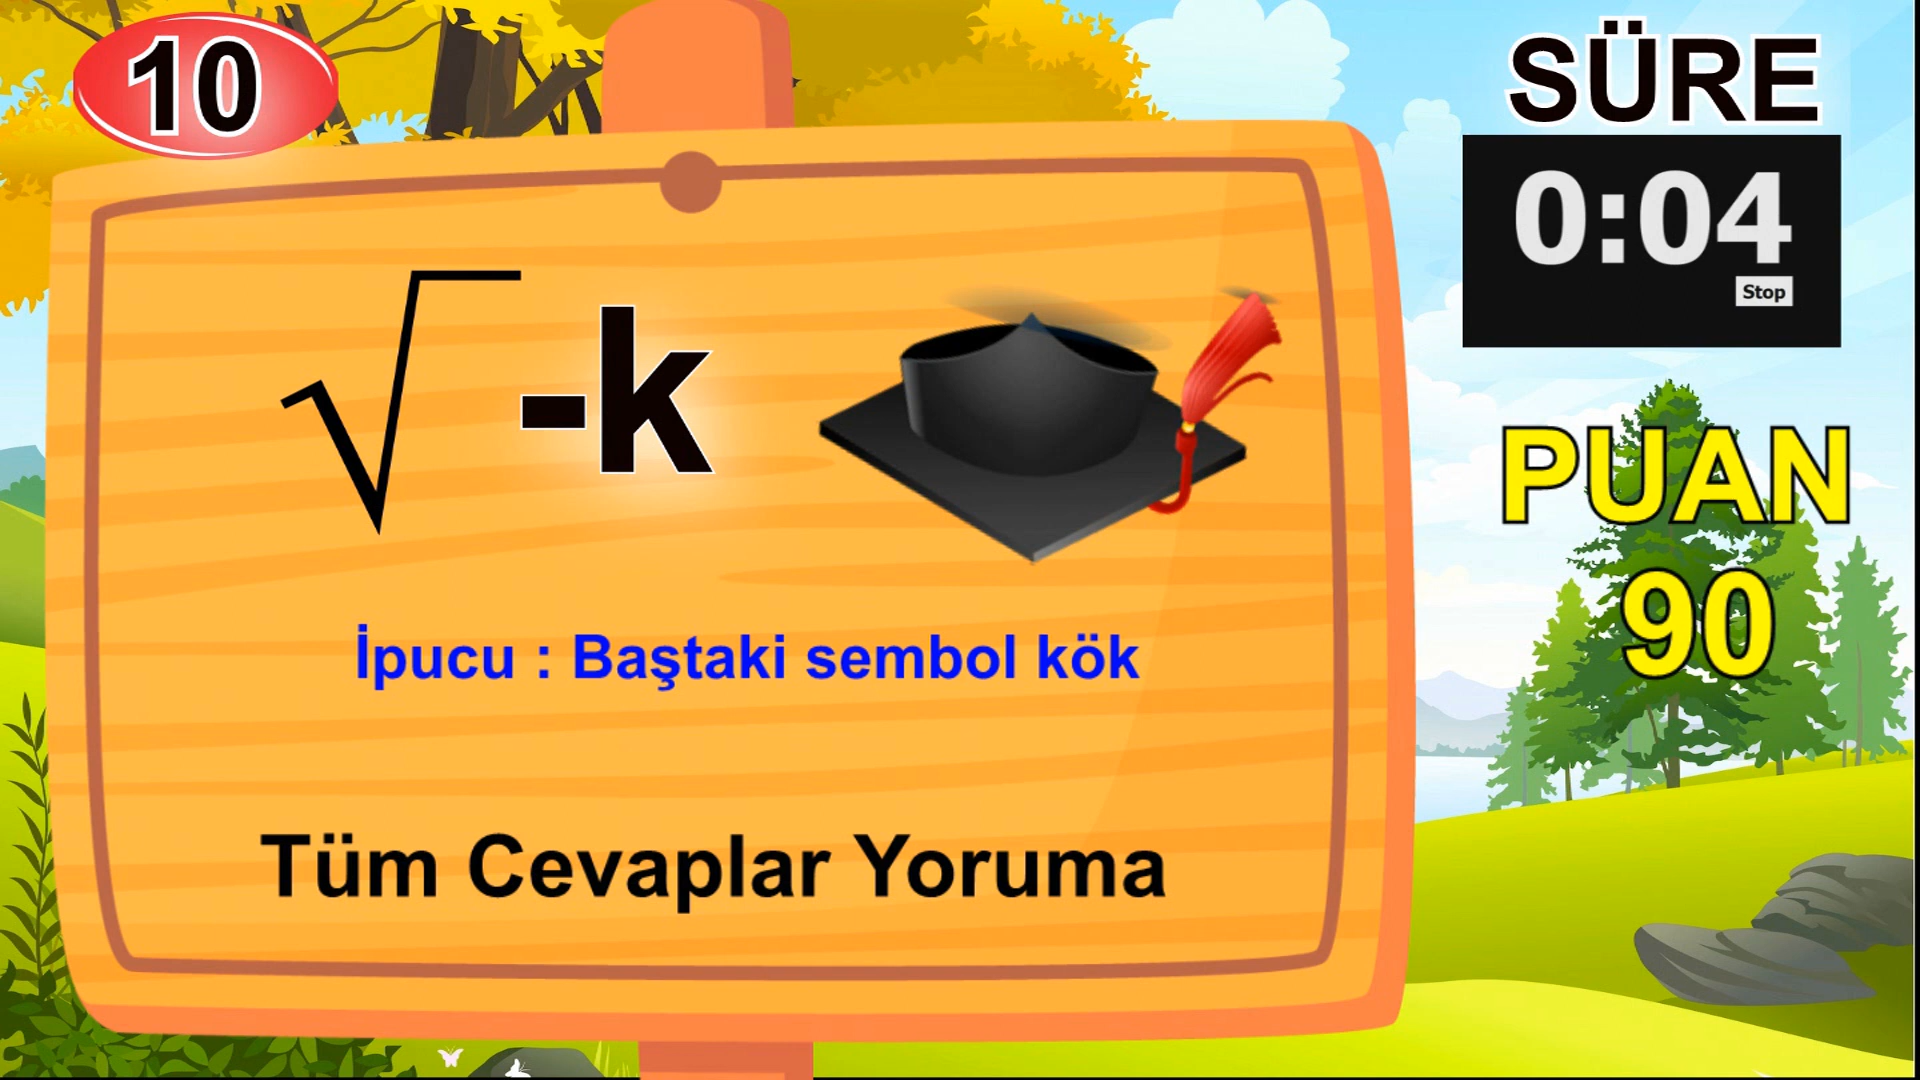 10
SÜRE
0:04
Stop
√ -k
PUAN
90
İpucu : Baştaki sembol kök
Tüm Cevaplar Yoruma